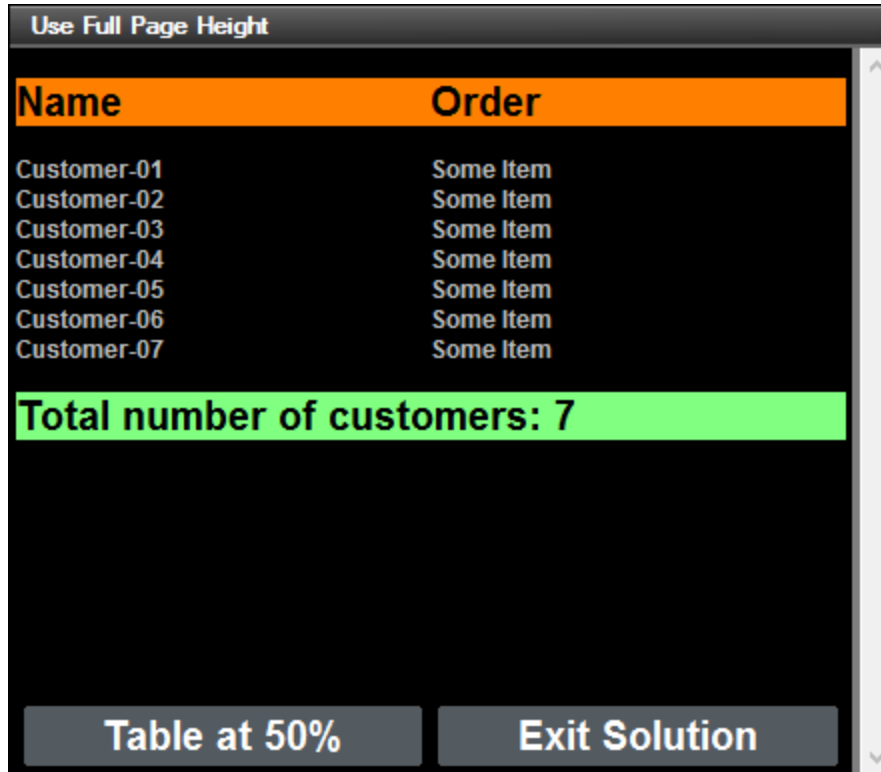 Use Full Page Height
Name Order
Customer-01 Some Item
Customer-02 Some Item
Customer-03 Some Item
Customer-04 Some Item
Customer-05 Some Item
Customer-06 Some Item
Customer-07 Some Item
Total number of customers: 7
Table at 50% Exit Solution